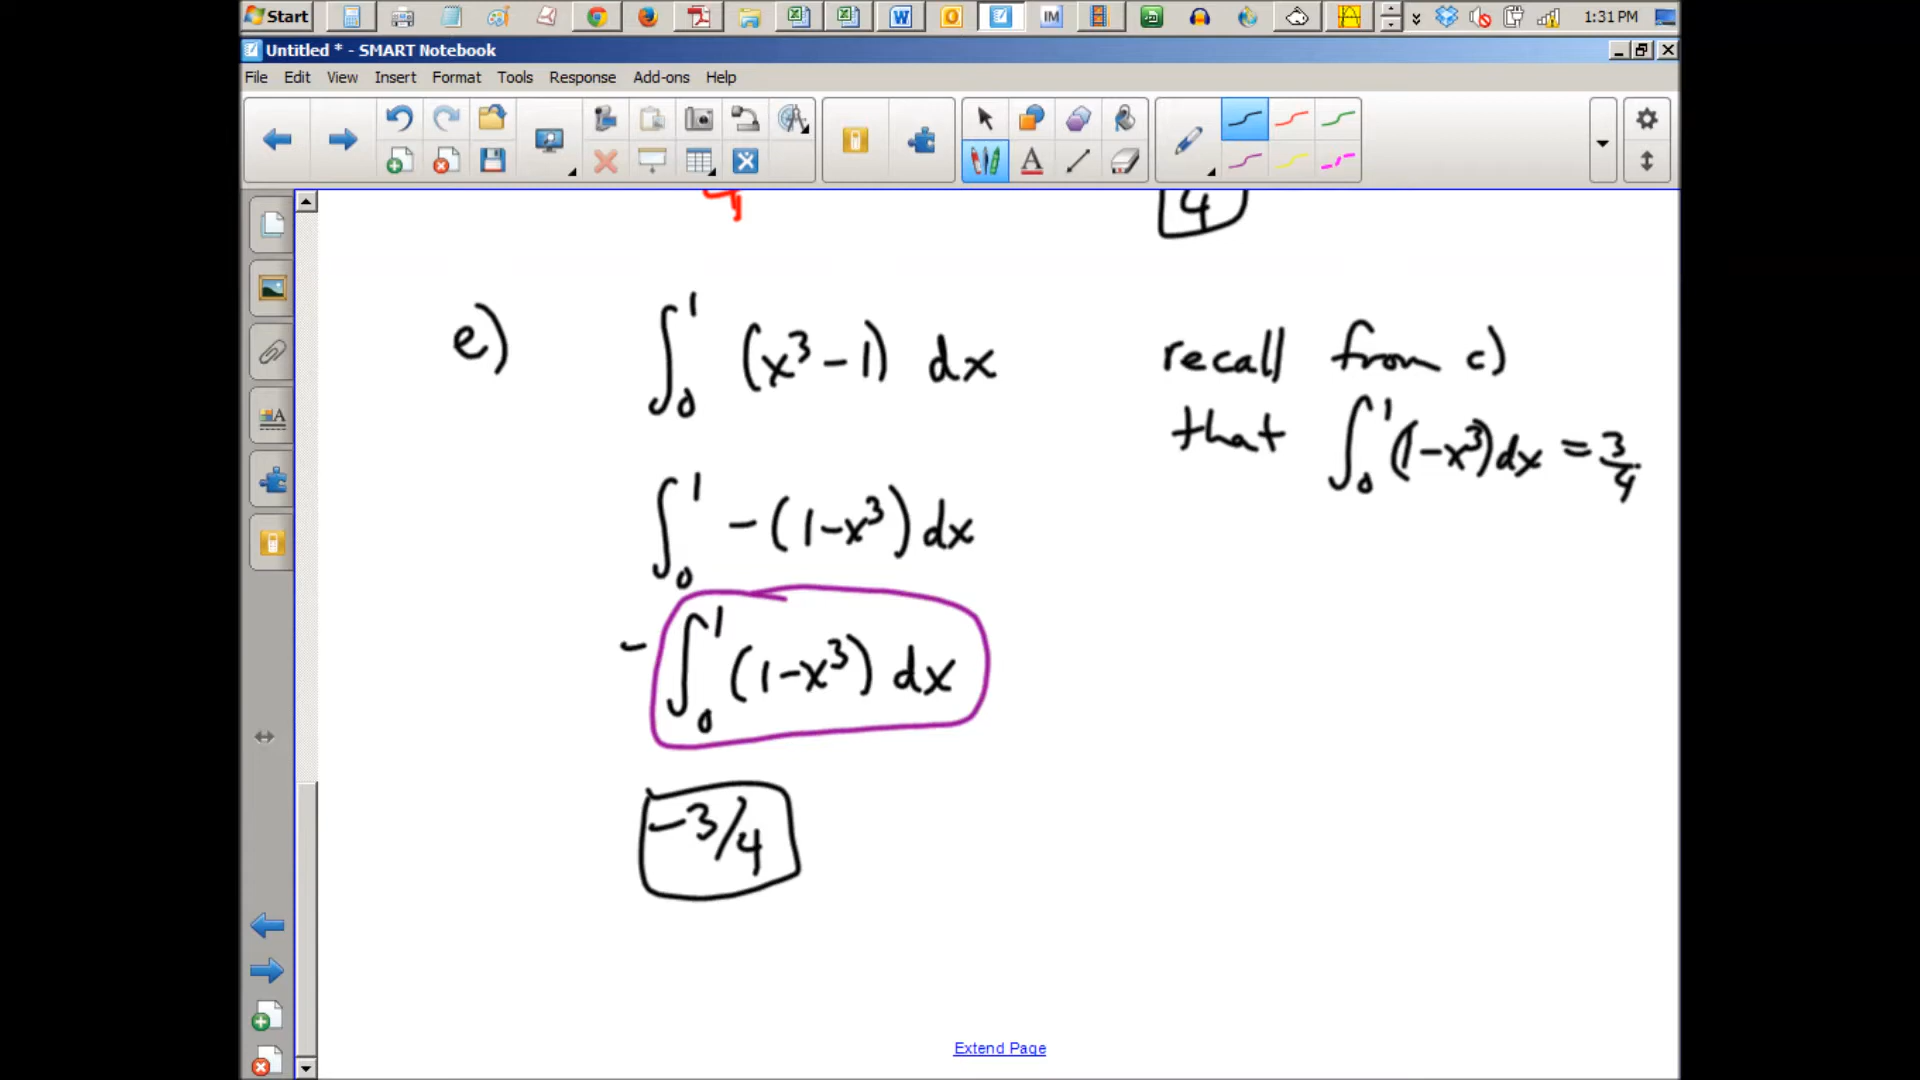 Start
1:31 PM
Untitled * - SMART Notebook
File Edit View Insert Format Tools Response Add-ons Help
4
e) ∫₀¹ (x³ − 1) dx
recall from c)
that ∫₀¹ (1−x³)dx = 3/4
∫₀¹ −(1−x³) dx
− ∫₀¹ (1−x³) dx
−3/4
Extend Page